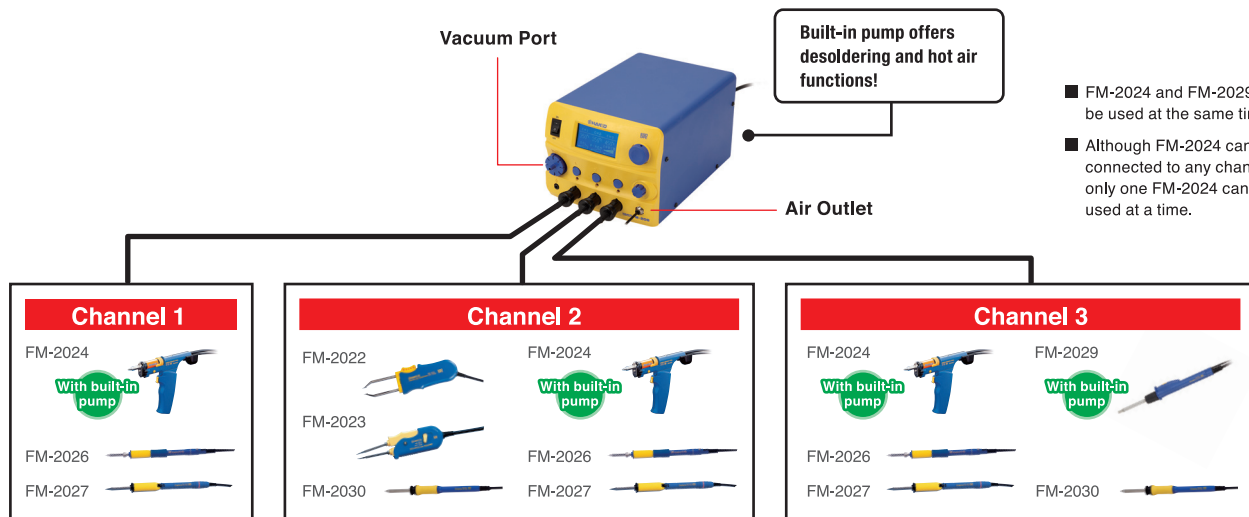 Vacuum Port
Built-in pump offers
desoldering and hot air
functions!
■ FM-2024 and FM-2029
be used at the same
■ Although FM-2024 can
connected to any
only one FM-2024 can
used at a time.
Air Outlet
Channel 1
FM-2024
With built-in
pump
FM-2026
FM-2027
Channel 2
FM-2022
FM-2023
FM-2030
FM-2024
With built-in
pump
FM-2026
FM-2027
Channel 3
FM-2024
With built-in
pump
FM-2026
FM-2027
FM-2029
With built-in
pump
FM-2030